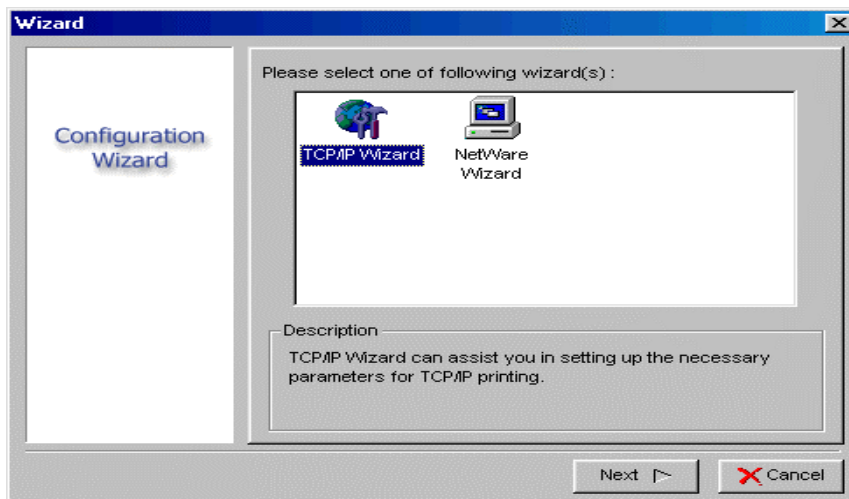 Wizard
Configuration
Wizard
Please select one of following wizard(s) :
TCP/IP Wizard
NetWare
Wizard
Description
TCP/IP Wizard can assist you in setting up the necessary
parameters for TCP/IP printing.
Next
Cancel